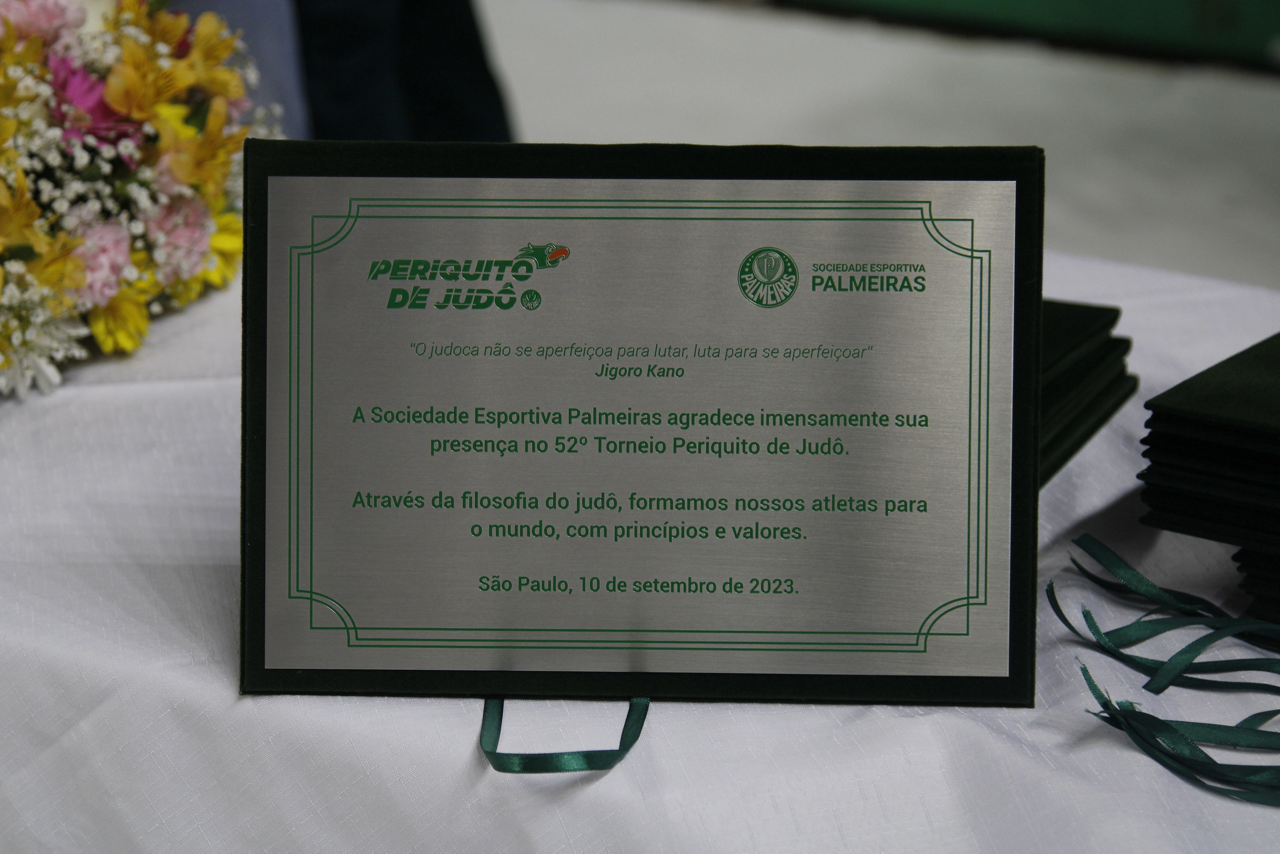 PERIQUITO
DE JUDÔ
PALMEIRAS
SOCIEDADE ESPORTIVA
PALMEIRAS
"O judoca não se aperfeiçoa para lutar, luta para se aperfeiçoar"
Jigoro Kano
A Sociedade Esportiva Palmeiras agradece imensamente sua
presença no 52º Torneio Periquito de Judô.
Através da filosofia do judô, formamos nossos atletas para
o mundo, com princípios e valores.
São Paulo, 10 de setembro de 2023.